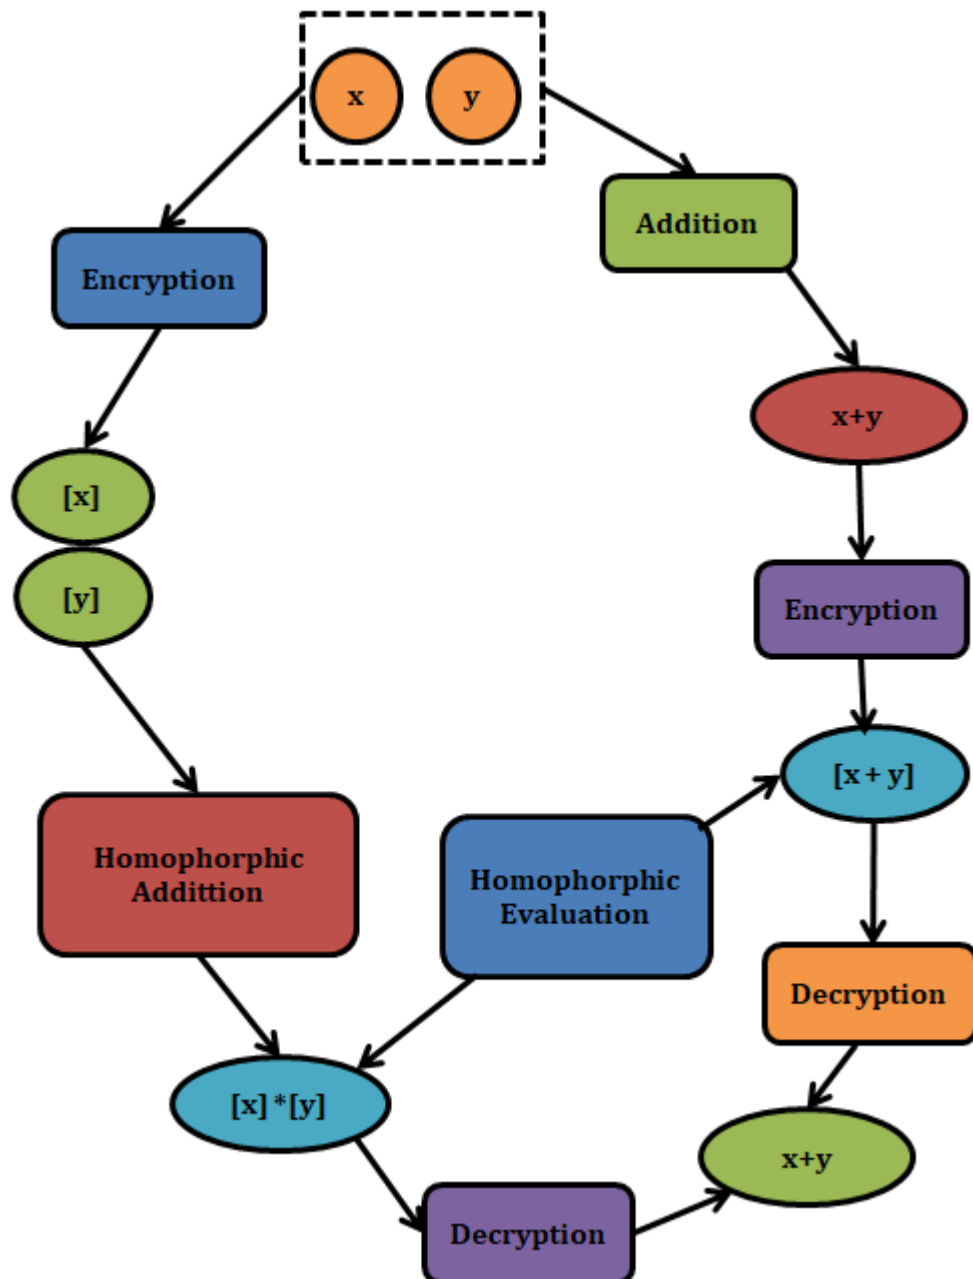 x
y
Addition
Encryption
x+y
[x]
[y]
Encryption
[x + y]
Homophorphic
Addittion
Homophorphic
Evaluation
Decryption
[x] *[y]
x+y
Decryption